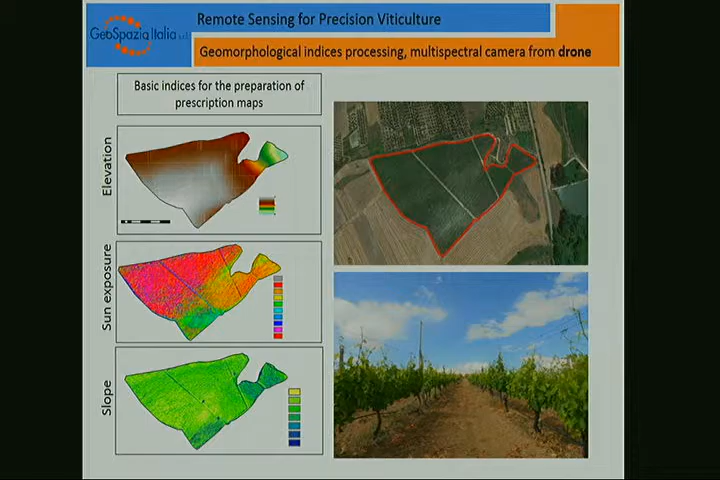 GeoSpazio Italia s.r.l.
Remote Sensing for Precision Viticulture
Geomorphological indices processing, multispectral camera from drone
Basic indices for the preparation of
prescription maps
Elevation
Sun exposure
Slope